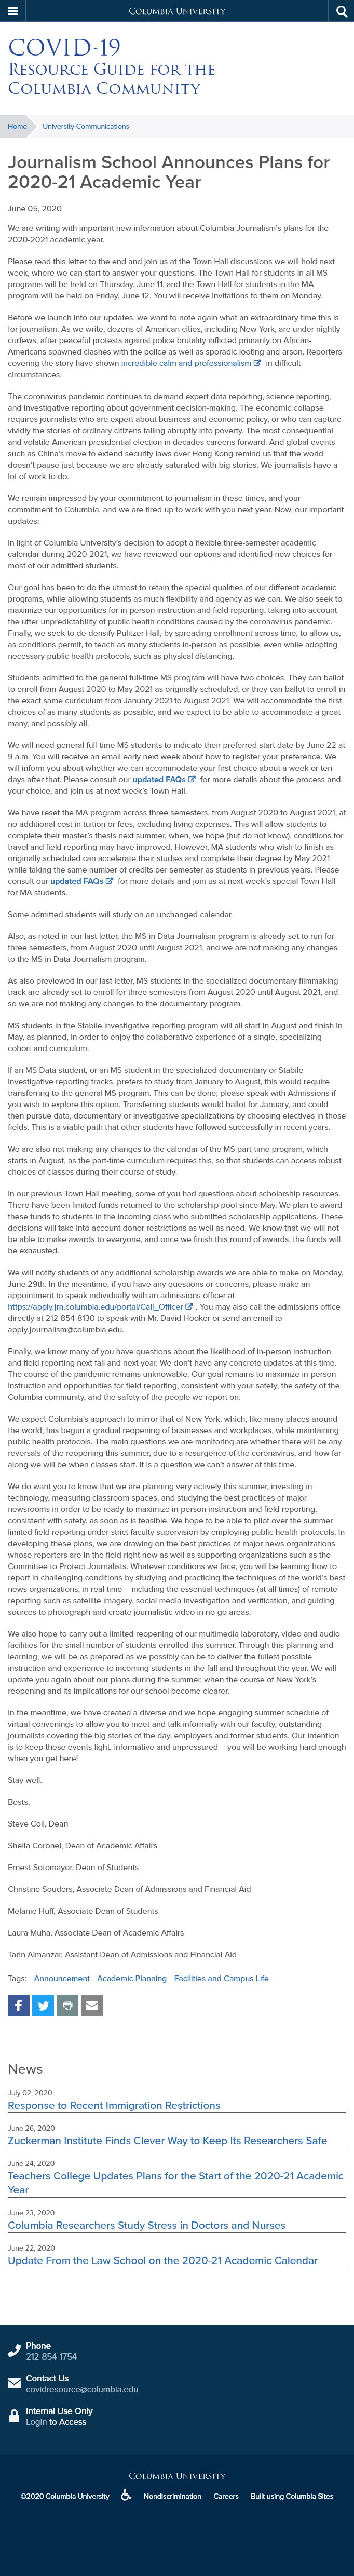 Columbia University
COVID-19
Resource Guide for the
Columbia Community
Home
University Communications
Journalism School Announces Plans for
2020-21 Academic Year
June 05, 2020
We are writing with important new information about Columbia Journalism's plans for the
2020-2021 academic year.
Please read this letter to the end and join us at the Town Hall discussions we will hold next
week, where we can start to answer your questions. The Town Hall for students in all MS
programs will be held on Thursday, June 11, and the Town Hall for students in the MA
program will be held on Friday, June 12. You will receive invitations to them on Monday.
Before we launch into our updates, we want to note again what an extraordinary time this is
for journalism. As we write, dozens of American cities, including New York, are under nightly
curfews, after peaceful protests against police brutality inflicted primarily on African-
Americans spawned clashes with the police as well as sporadic looting and arson. Reporters
covering the story have shown incredible calm and professionalism in difficult
circumstances.
The coronavirus pandemic continues to demand expert data reporting, science reporting,
and investigative reporting about government decision-making. The economic collapse
requires journalists who are expert about business and economic policy, or who can capture
vividly the stories of ordinary citizens falling abruptly into poverty. The most consequential
and volatile American presidential election in decades careens forward. And global events
such as China's move to extend security laws over Hong Kong remind us that the world
doesn't pause just because we are already saturated with big stories. We journalists have a
lot of work to do.
We remain impressed by your commitment to journalism in these times, and your
commitment to Columbia, and we are fired up to work with you next year. Now, our important
updates:
In light of Columbia University's decision to adopt a flexible three-semester academic
calendar during 2020-2021, we have reviewed our options and identified new choices for
most of our admitted students.
Our goal has been to do the utmost to retain the special qualities of our different academic
programs, while allowing students as much flexibility and agency as we can. We also seek to
maximize our opportunities for in-person instruction and field reporting, taking into account
the utter unpredictability of public health conditions caused by the coronavirus pandemic.
Finally, we seek to de-densify Pulitzer Hall, by spreading enrollment across time, to allow us,
as conditions permit, to teach as many students in-person as possible, even while adopting
necessary public health protocols, such as physical distancing.
Students admitted to the general full-time MS program will have two choices. They can ballot
to enroll from August 2020 to May 2021 as originally scheduled, or they can ballot to enroll in
the exact same curriculum from January 2021 to August 2021. We will accommodate the first
choices of as many students as possible, and we expect to be able to accommodate a great
many, and possibly all.
We will need general full-time MS students to indicate their preferred start date by June 22 at
9 a.m. You will receive an email early next week about how to register your preference. We
will inform you about whether we can accommodate your first choice about a week or ten
days after that. Please consult our updated FAQs for more details about the process and
your choice, and join us at next week's Town Hall.
We have reset the MA program across three semesters, from August 2020 to August 2021, at
no additional cost in tuition or fees, excluding living expenses. This will allow students to
complete their master's thesis next summer, when, we hope (but do not know), conditions for
travel and field reporting may have improved. However, MA students who wish to finish as
originally scheduled can accelerate their studies and complete their degree by May 2021
while taking the same number of credits per semester as students in previous years. Please
consult our updated FAQs for more details and join us at next week's special Town Hall
for MA students.
Some admitted students will study on an unchanged calendar.
Also, as noted in our last letter, the MS in Data Journalism program is already set to run for
three semesters, from August 2020 until August 2021, and we are not making any changes
to the MS in Data Journalism program.
As also previewed in our last letter, MS students in the specialized documentary filmmaking
track are already set to enroll for three semesters from August 2020 until August 2021, and
so we are not making any changes to the documentary program.
MS students in the Stabile investigative reporting program will all start in August and finish in
May, as planned, in order to enjoy the collaborative experience of a single, specializing
cohort and curriculum.
If an MS Data student, or an MS student in the specialized documentary or Stabile
investigative reporting tracks, prefers to study from January to August, this would require
transferring to the general MS program. This can be done; please speak with Admissions if
you wish to explore this option. Transferring students would ballot for January, and could
then pursue data, documentary or investigative specializations by choosing electives in those
fields. This is a viable path that other students have followed successfully in recent years.
We are also not making any changes to the calendar of the MS part-time program, which
starts in August, as the part-time curriculum requires this, so that students can access robust
choices of classes during their course of study.
In our previous Town Hall meeting, some of you had questions about scholarship resources.
There have been limited funds returned to the scholarship pool since May. We plan to award
these funds to students in the incoming class who submitted scholarship applications. These
decisions will take into account donor restrictions as well as need. We know that we will not
be able to make awards to everyone, and once we finish this round of awards, the funds will
be exhausted.
We will notify students of any additional scholarship awards we are able to make on Monday,
June 29th. In the meantime, if you have any questions or concerns, please make an
appointment to speak individually with an admissions officer at
https://apply.jrn.columbia.edu/portal/Call_Officer . You may also call the admissions office
directly at 212-854-8130 to speak with Mr. David Hooker or send an email to
apply.journalism@columbia.edu.
Finally, we know many of you have questions about the likelihood of in-person instruction
and field reporting next fall and next year. We don't have any concrete updates at this time.
The course of the pandemic remains unknowable. Our goal remains to maximize in-person
instruction and opportunities for field reporting, consistent with your safety, the safety of the
Columbia community, and the safety of the people we report on.
We expect Columbia's approach to mirror that of New York, which, like many places around
the world, has begun a gradual reopening of businesses and workplaces, while maintaining
public health protocols. The main questions we are monitoring are whether there will be any
reversals of reopening this summer, due to a resurgence of the coronavirus, and how far
along we will be when classes start. It is a question we can't answer at this time.
We do want you to know that we are planning very actively this summer, investing in
technology, measuring classroom spaces, and studying the best practices of major
newsrooms in order to be ready to maximize in-person instruction and field reporting,
consistent with safety, as soon as is feasible. We hope to be able to pilot over the summer
limited field reporting under strict faculty supervision by employing public health protocols. In
developing these plans, we are drawing on the best practices of major news organizations
whose reporters are in the field right now as well as supporting organizations such as the
Committee to Protect Journalists. Whatever conditions we face, you will be learning how to
publish in challenging conditions by studying and practicing the techniques of the world's best
news organizations, in real time -- including the essential techniques (at all times) of remote
reporting such as satellite imagery, social media investigation and verification, and guiding
sources to photograph and create journalistic video in no-go areas.
We also hope to carry out a limited reopening of our multimedia laboratory, video and audio
facilities for the small number of students enrolled this summer. Through this planning and
learning, we will be as prepared as we possibly can be to deliver the fullest possible
instruction and experience to incoming students in the fall and throughout the year. We will
update you again about our plans during the summer, when the course of New York's
reopening and its implications for our school become clearer.
In the meantime, we have created a diverse and we hope engaging summer schedule of
virtual convenings to allow you to meet and talk informally with our faculty, outstanding
journalists covering the big stories of the day, employers and former students. Our intention
is to keep these events light, informative and unpressured -- you will be working hard enough
when you get here!
Stay well.
Bests,
Steve Coll, Dean
Sheila Coronel, Dean of Academic Affairs
Ernest Sotomayor, Dean of Students
Christine Souders, Associate Dean of Admissions and Financial Aid
Melanie Huff, Associate Dean of Students
Laura Muha, Associate Dean of Academic Affairs
Tarin Almanzar, Assistant Dean of Admissions and Financial Aid
Tags: Announcement Academic Planning Facilities and Campus Life
News
July 02, 2020
Response to Recent Immigration Restrictions
June 26, 2020
Zuckerman Institute Finds Clever Way to Keep Its Researchers Safe
June 24, 2020
Teachers College Updates Plans for the Start of the 2020-21 Academic
Year
June 23, 2020
Columbia Researchers Study Stress in Doctors and Nurses
June 22, 2020
Update From the Law School on the 2020-21 Academic Calendar
Phone
212-854-1754
Contact Us
covidresource@columbia.edu
Internal Use Only
Login to Access
Columbia University
©2020 Columbia University Nondiscrimination Careers Built using Columbia Sites